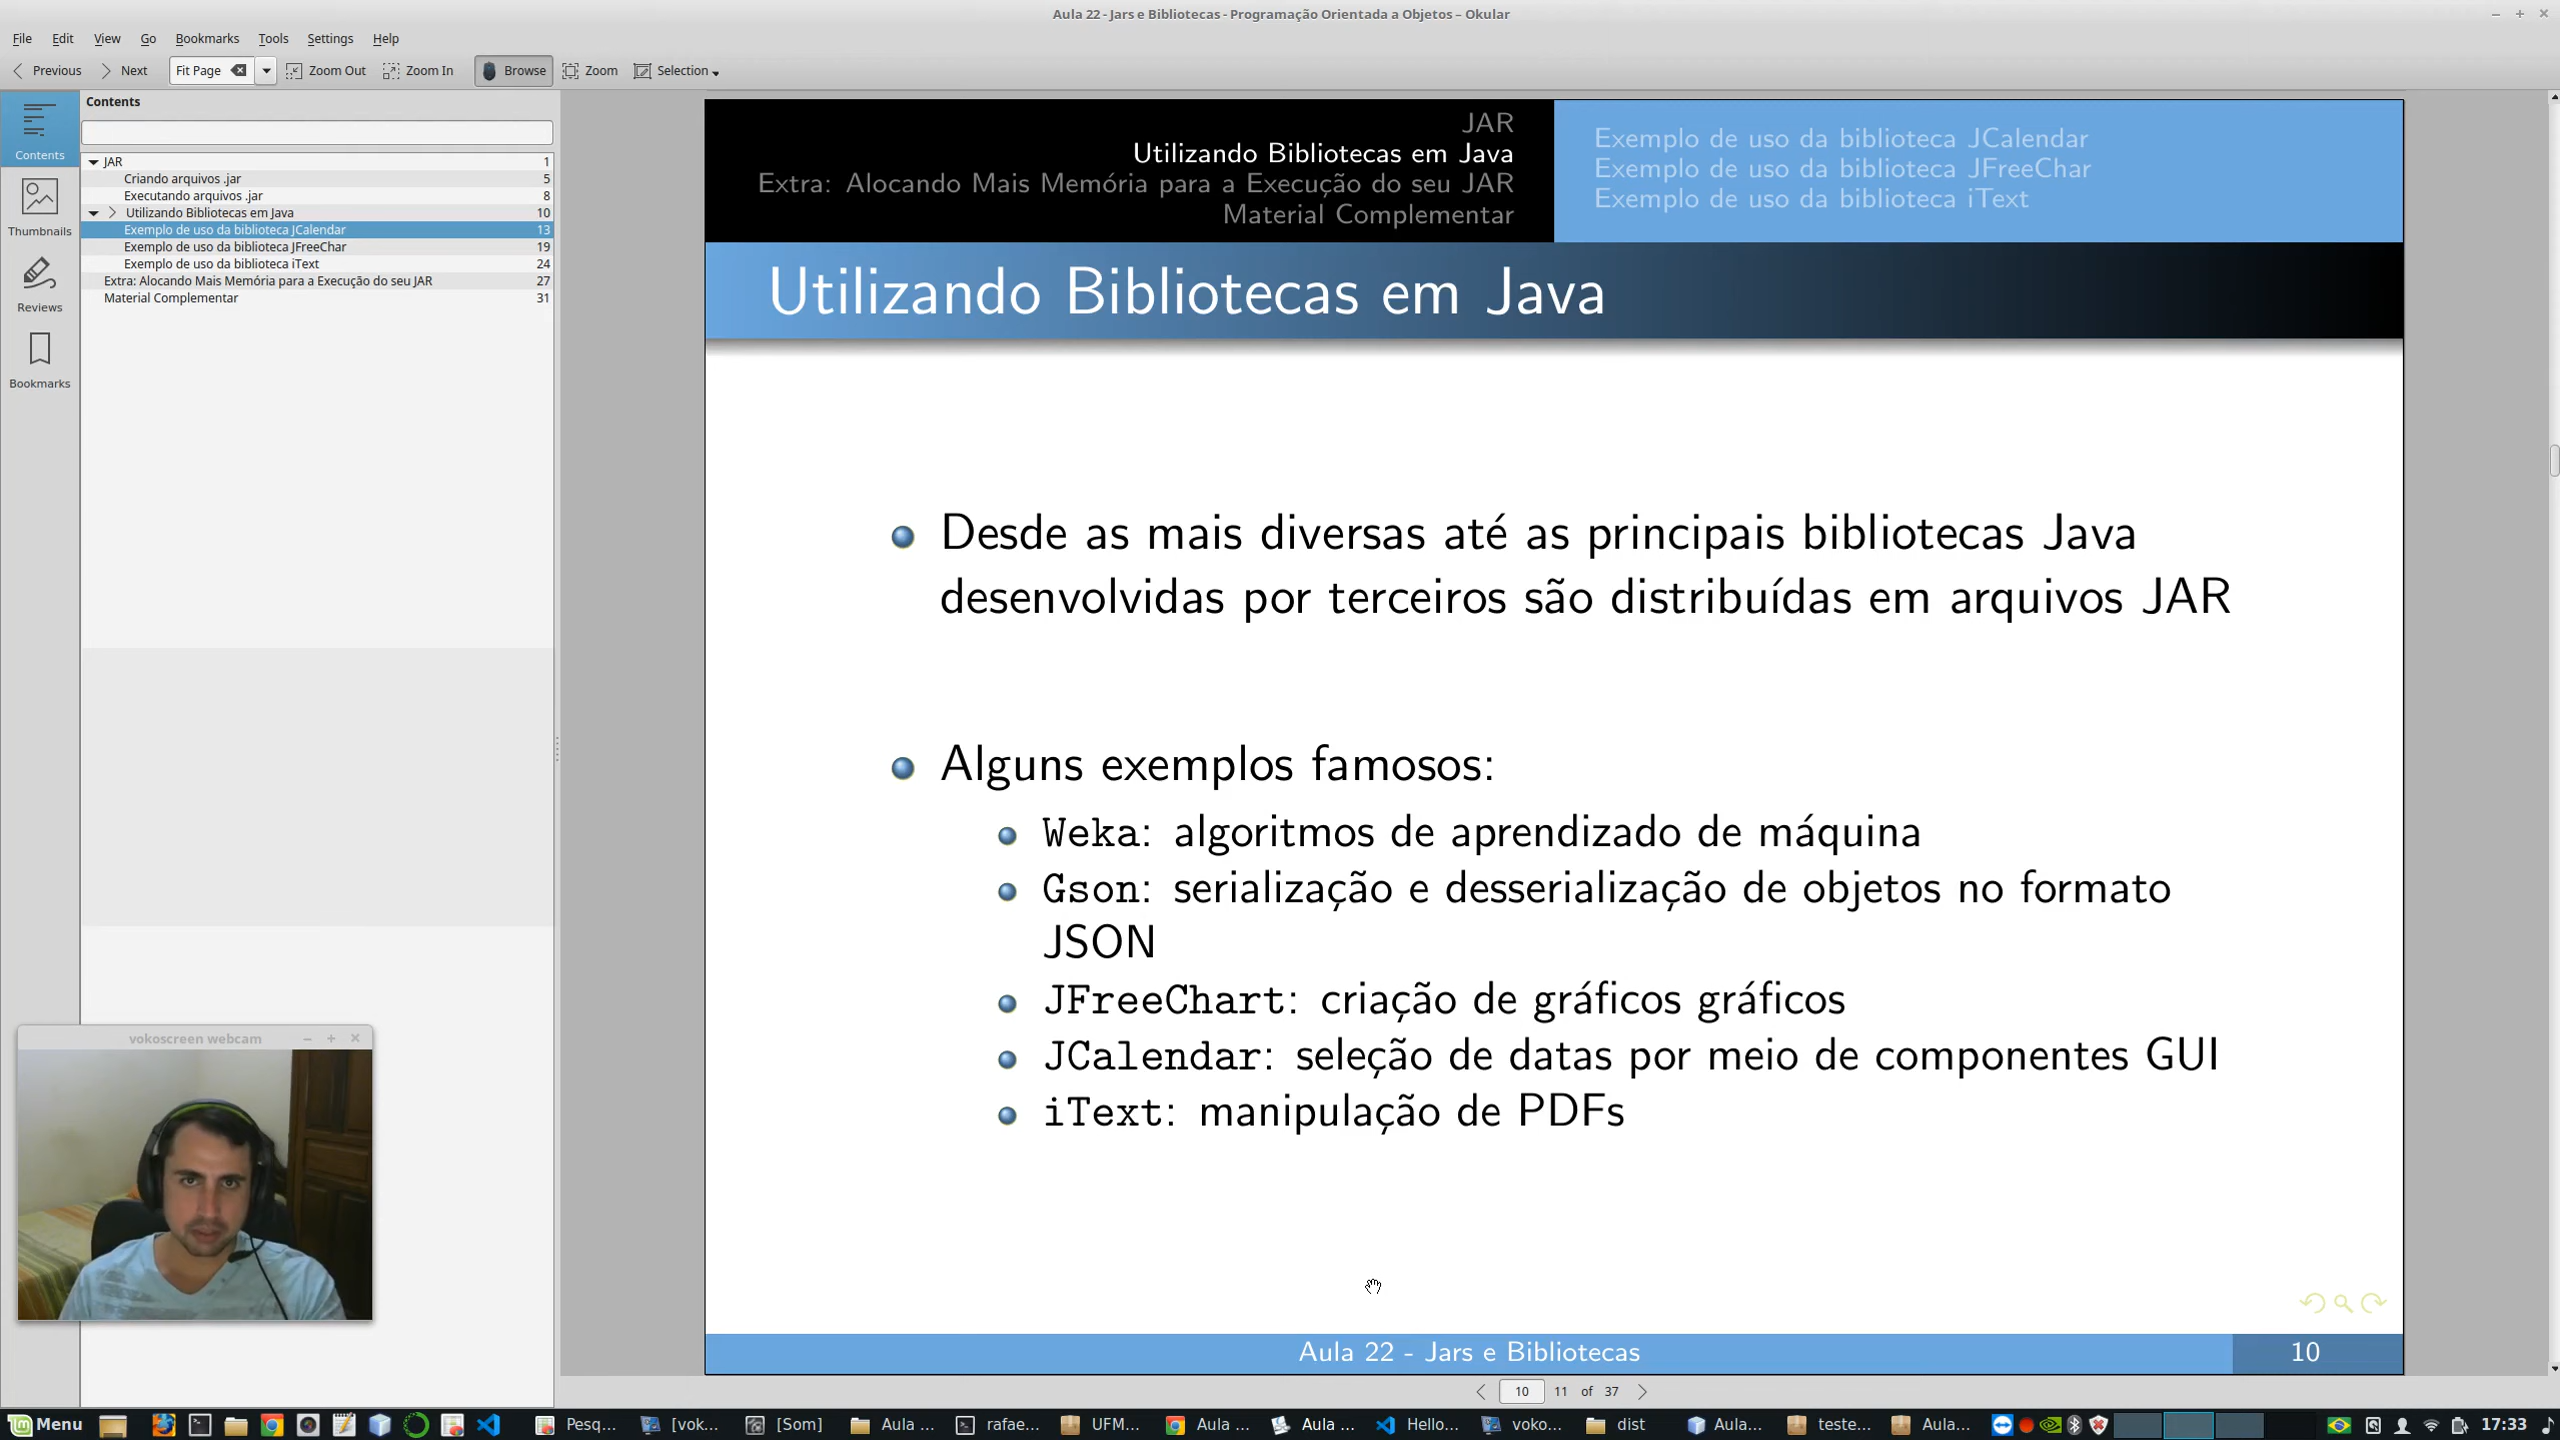 Aula 22 - Jars e Bibliotecas - Programação Orientada a Objetos – Okular
File Edit View Go Bookmarks Tools Settings Help
Previous Next Fit Page Zoom Out Zoom In Browse Zoom Selection
Contents
Contents
Thumbnails
Reviews
Bookmarks
JAR 1
Criando arquivos .jar 5
Executando arquivos .jar 8
Utilizando Bibliotecas em Java 10
Exemplo de uso da biblioteca JCalendar 13
Exemplo de uso da biblioteca JFreeChar 19
Exemplo de uso da biblioteca iText 24
Extra: Alocando Mais Memória para a Execução do seu JAR 27
Material Complementar 31
JAR
Utilizando Bibliotecas em Java
Extra: Alocando Mais Memória para a Execução do seu JAR
Material Complementar
Exemplo de uso da biblioteca JCalendar
Exemplo de uso da biblioteca JFreeChar
Exemplo de uso da biblioteca iText
Utilizando Bibliotecas em Java
Desde as mais diversas até as principais bibliotecas Java
desenvolvidas por terceiros são distribuídas em arquivos JAR
Alguns exemplos famosos:
Weka: algoritmos de aprendizado de máquina
Gson: serialização e desserialização de objetos no formato
JSON
JFreeChart: criação de gráficos gráficos
JCalendar: seleção de datas por meio de componentes GUI
iText: manipulação de PDFs
Aula 22 - Jars e Bibliotecas 10
10 11 of 37
vokoscreen webcam
Menu Pesq... [vok... [Som] Aula ... rafae... UFM... Aula ... Aula ... Hello... voko... dist Aula... teste... Aula... 17:33